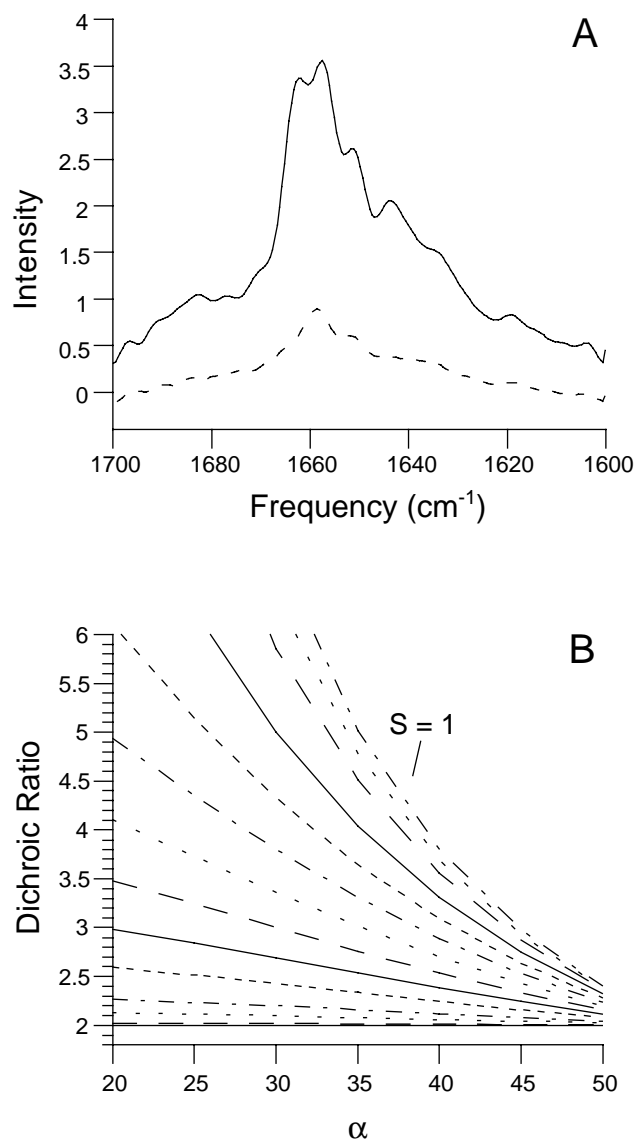 A
4
3.5
3
2.5
2
1.5
1
0.5
0
Intensity
1700 1680 1660 1640 1620 1600
Frequency (cm-1)
B
6
5.5
5
4.5
4
3.5
3
2.5
2
Dichroic Ratio
S = 1
20 25 30 35 40 45 50
α